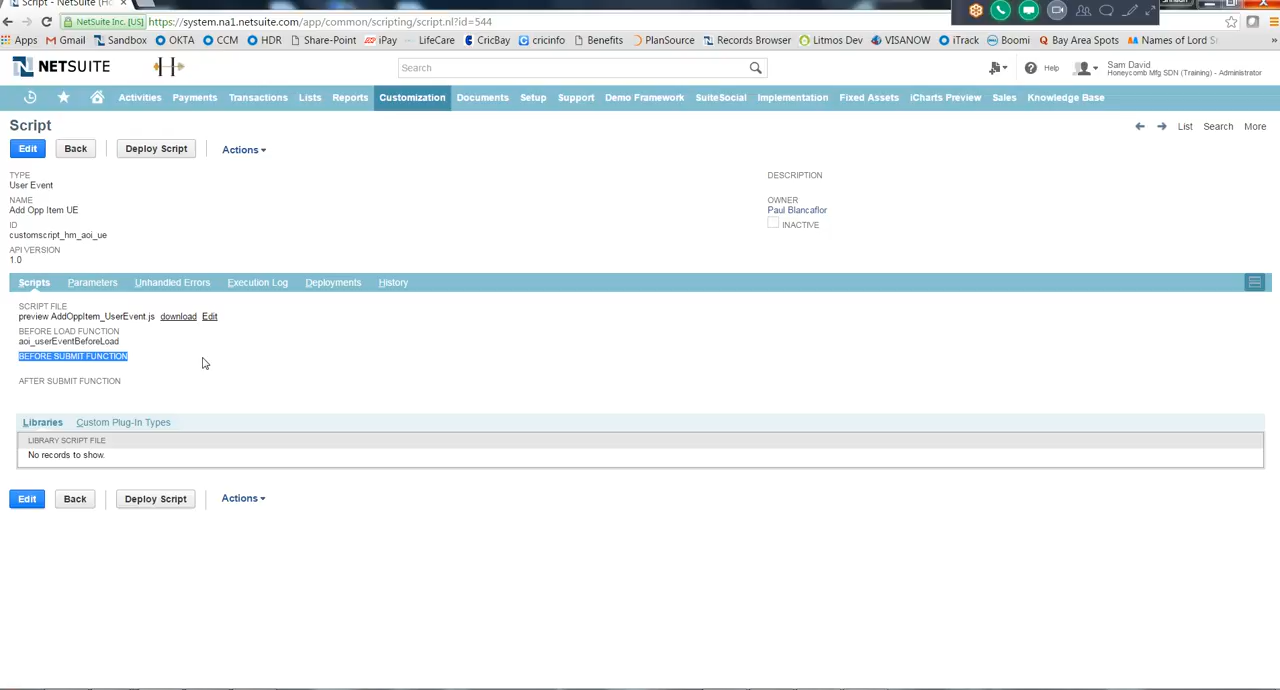 Script - NetSuite (Ho
NetSuite Inc. [US] https://system.na1.netsuite.com/app/common/scripting/script.nl?id=544
Apps Gmail Sandbox OKTA CCM HDR Share-Point iPay LifeCare CricBay cricinfo Benefits PlanSource Records Browser Litmos Dev VISANOW iTrack Boomi Bay Area Spots Names of Lord S
NETSUITE H Search Help Sam David
Honeycomb Mfg SDN (Training) - Administrator
Activities Payments Transactions Lists Reports Customization Documents Setup Support Demo Framework SuiteSocial Implementation Fixed Assets iCharts Preview Sales Knowledge Base
Script List Search More
Edit Back Deploy Script Actions
TYPE DESCRIPTION
User Event
NAME OWNER
Add Opp Item UE Paul Blancaflor
ID INACTIVE
customscript_hm_aoi_ue
API VERSION
1.0
Scripts Parameters Unhandled Errors Execution Log Deployments History
SCRIPT FILE
preview AddOppItem_UserEvent.js download Edit
BEFORE LOAD FUNCTION
aoi_userEventBeforeLoad
BEFORE SUBMIT FUNCTION
AFTER SUBMIT FUNCTION
Libraries Custom Plug-In Types
LIBRARY SCRIPT FILE
No records to show.
Edit Back Deploy Script Actions